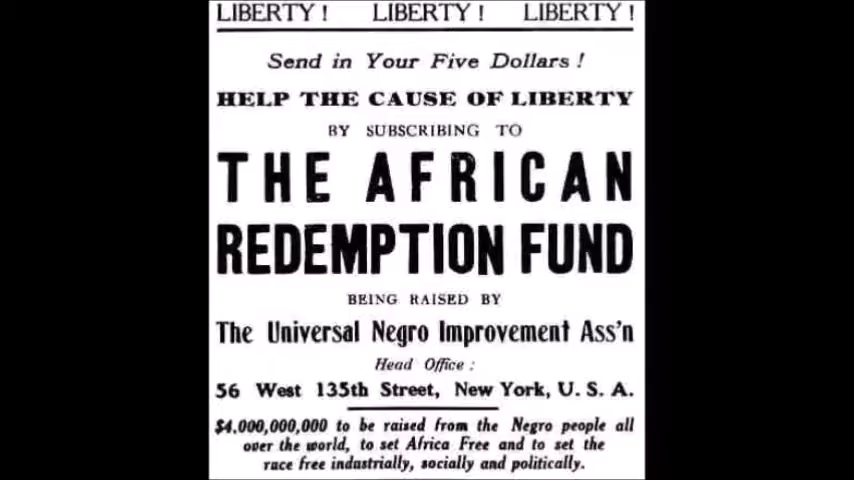 LIBERTY! LIBERTY! LIBERTY!
Send in Your Five Dollars!
HELP THE CAUSE OF LIBERTY
BY SUBSCRIBING TO
THE AFRICAN
REDEMPTION FUND
BEING RAISED BY
The Universal Negro Improvement Ass'n
Head Office:
56 West 135th Street, New York, U. S. A.
$4,000,000,000 to be raised from the Negro people all
over the world, to set Africa Free and to set the
race free industrially, socially and politically.